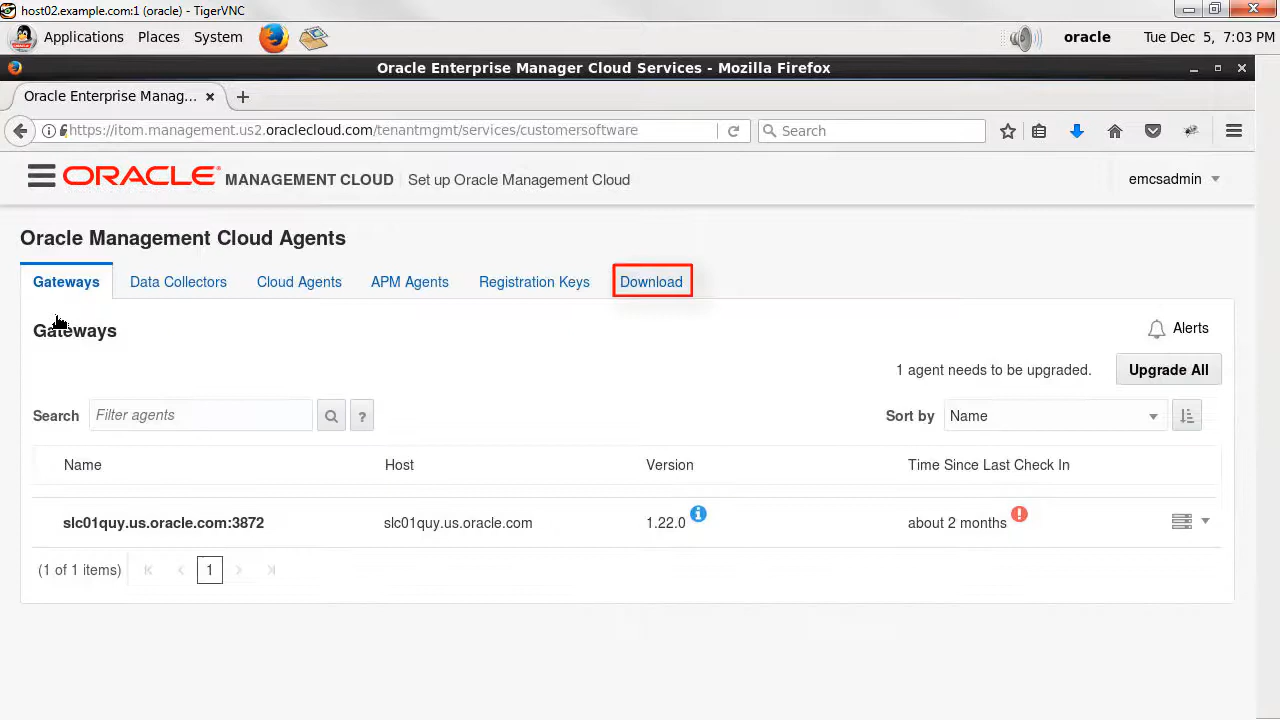 host02.example.com:1 (oracle) - TigerVNC
Applications Places System oracle Tue Dec 5, 7:03 PM
Oracle Enterprise Manager Cloud Services - Mozilla Firefox
Oracle Enterprise Manag...
https://itom.management.us2.oraclecloud.com/tenantmgmt/services/customersoftware Search
ORACLE MANAGEMENT CLOUD Set up Oracle Management Cloud emcsadmin
Oracle Management Cloud Agents
Gateways Data Collectors Cloud Agents APM Agents Registration Keys Download
Gateways Alerts
1 agent needs to be upgraded. Upgrade All
Search Filter agents ? Sort by Name
Name Host Version Time Since Last Check In
slc01quy.us.oracle.com:3872 slc01quy.us.oracle.com 1.22.0 about 2 months
(1 of 1 items) 1